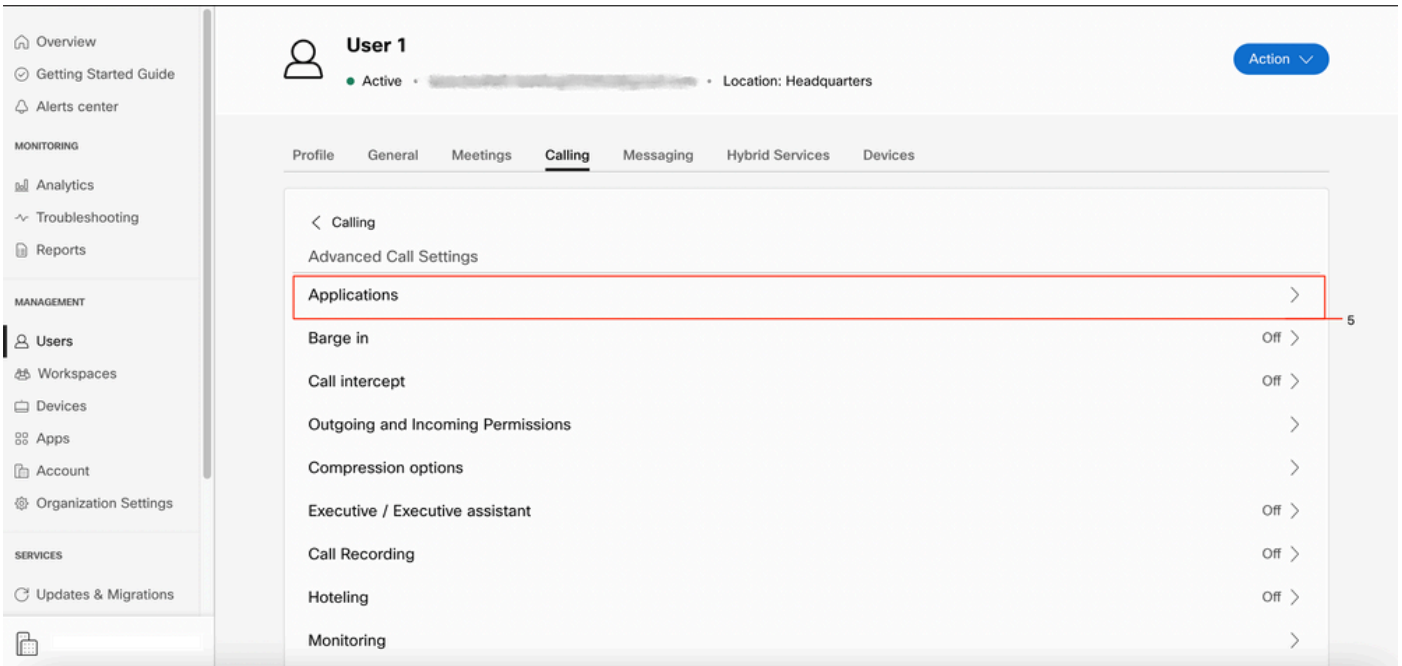 Overview
Getting Started Guide
Alerts center
MONITORING
Analytics
Troubleshooting
Reports
MANAGEMENT
Users
Workspaces
Devices
Apps
Account
Organization Settings
SERVICES
Updates & Migrations
User 1
Active • • Location: Headquarters
Action
Profile General Meetings Calling Messaging Hybrid Services Devices
Calling
Advanced Call Settings
Applications
5
Barge in Off
Call intercept Off
Outgoing and Incoming Permissions
Compression options
Executive / Executive assistant Off
Call Recording Off
Hoteling Off
Monitoring